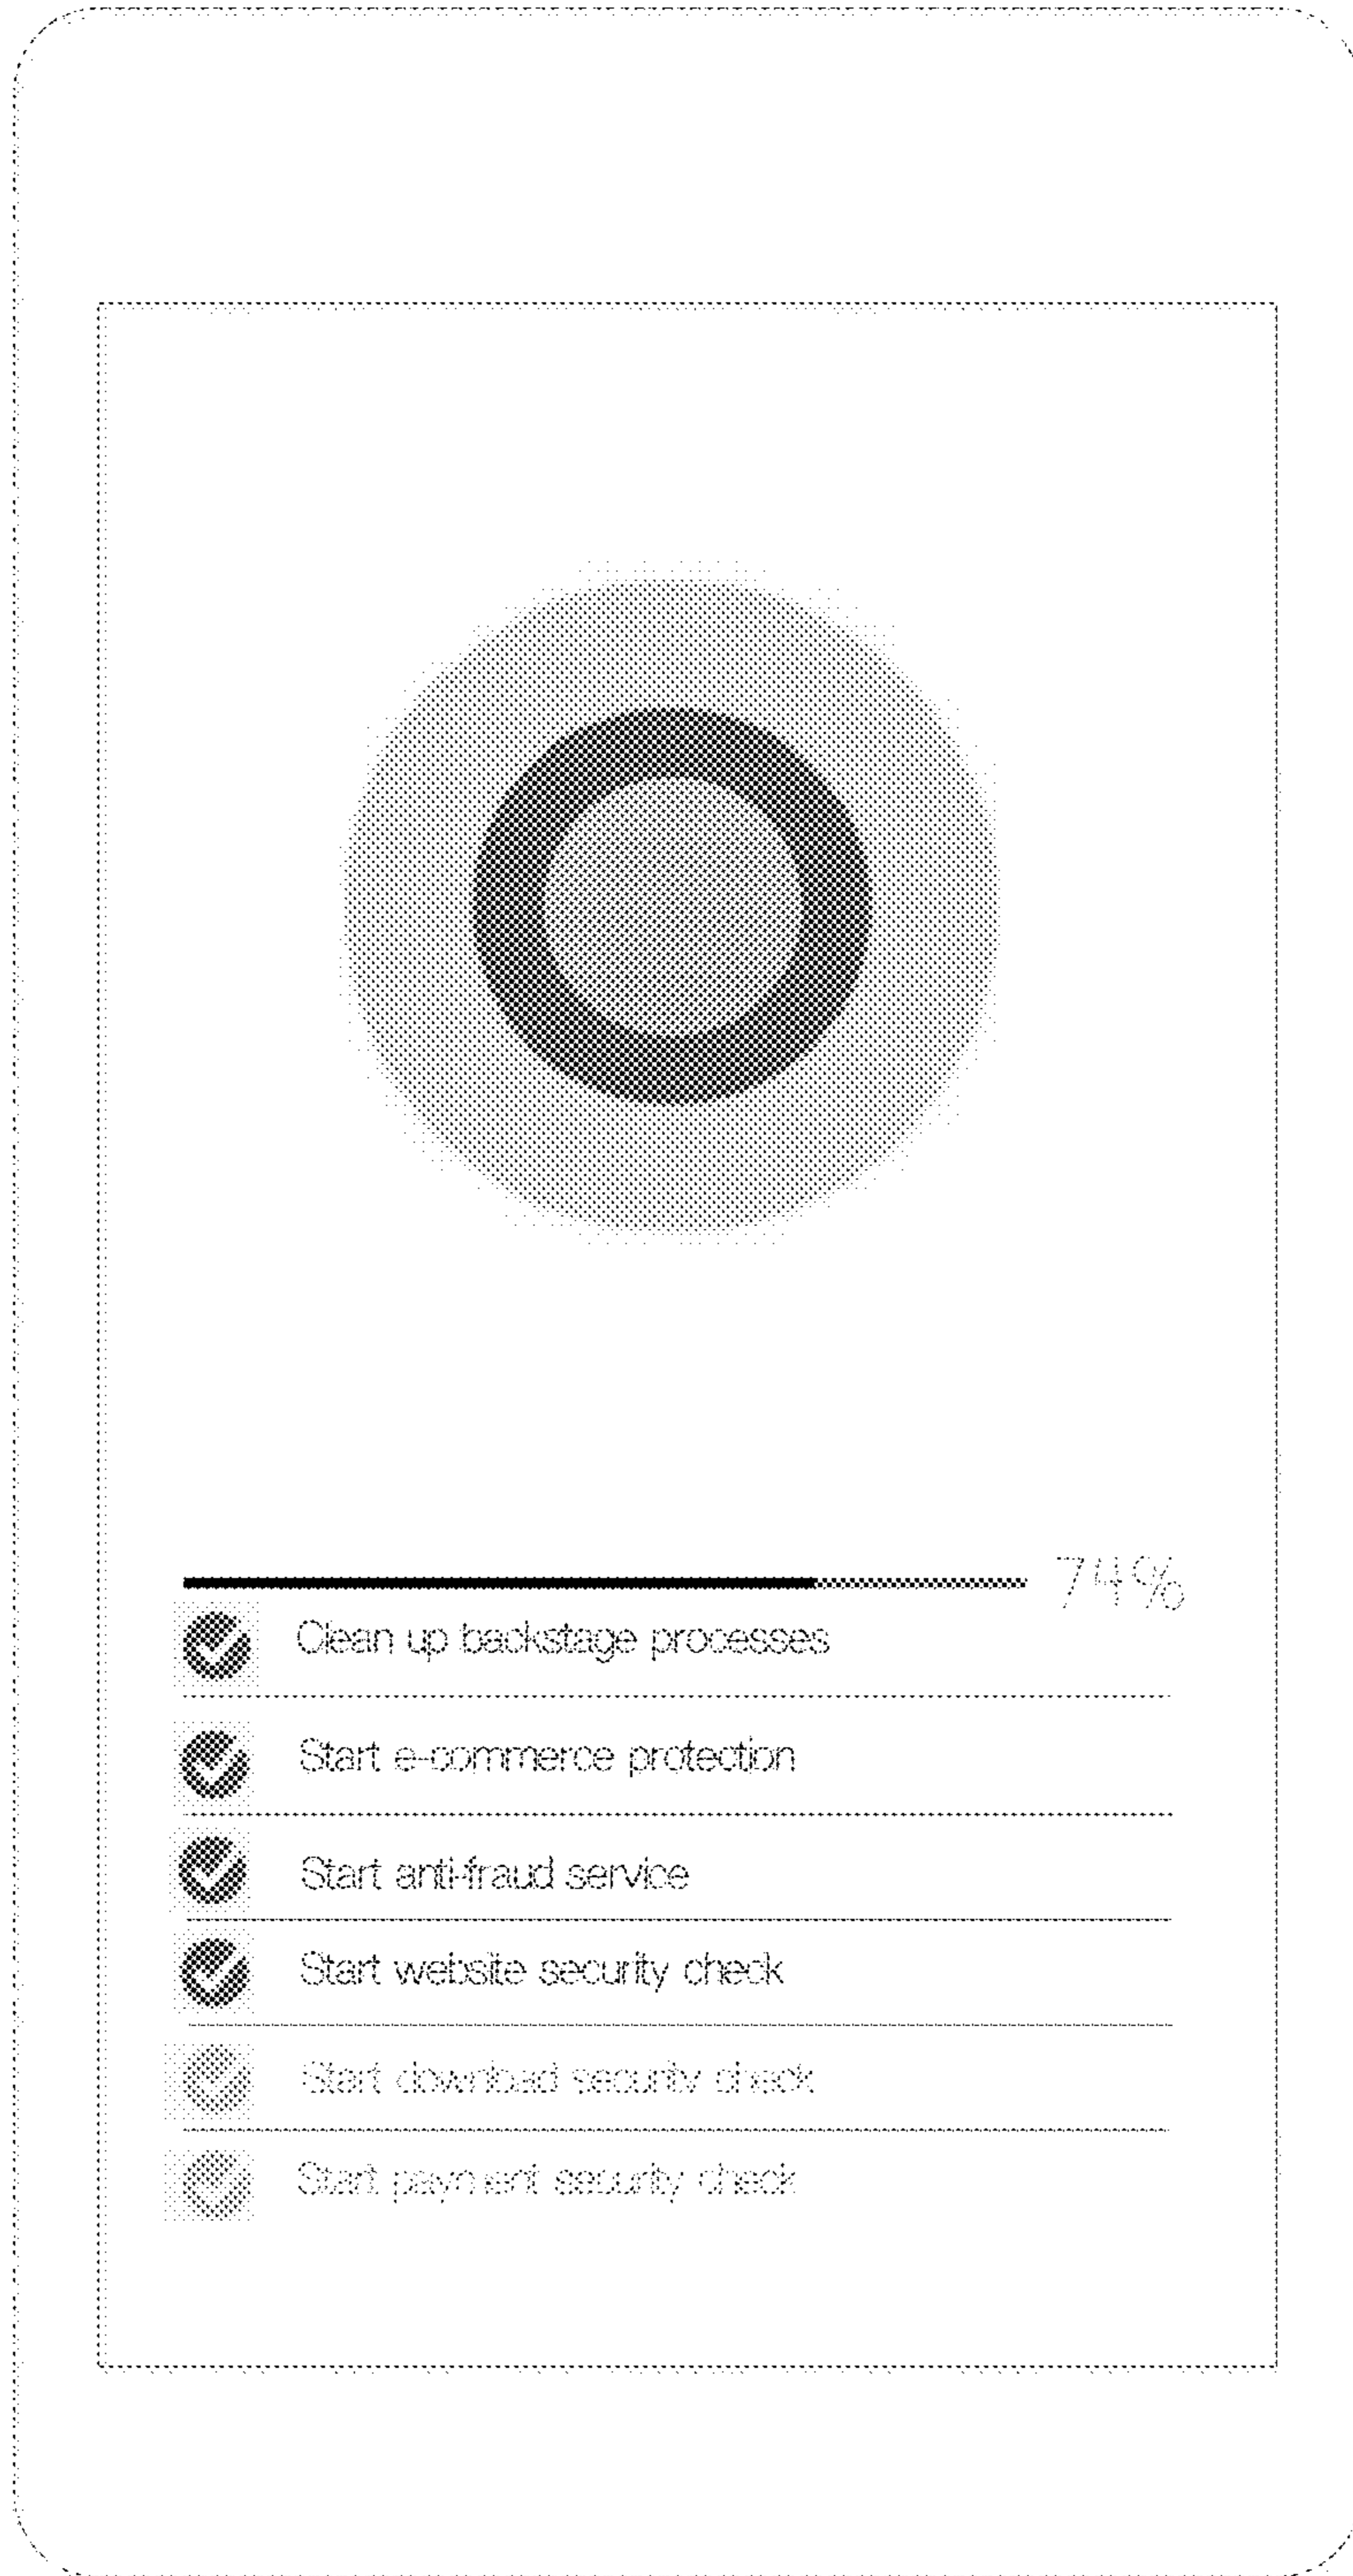 74%
Clean up backstage processes
Start e-commerce protection
Start anti-fraud service
Start website security check
Start download security check
Start payment security check